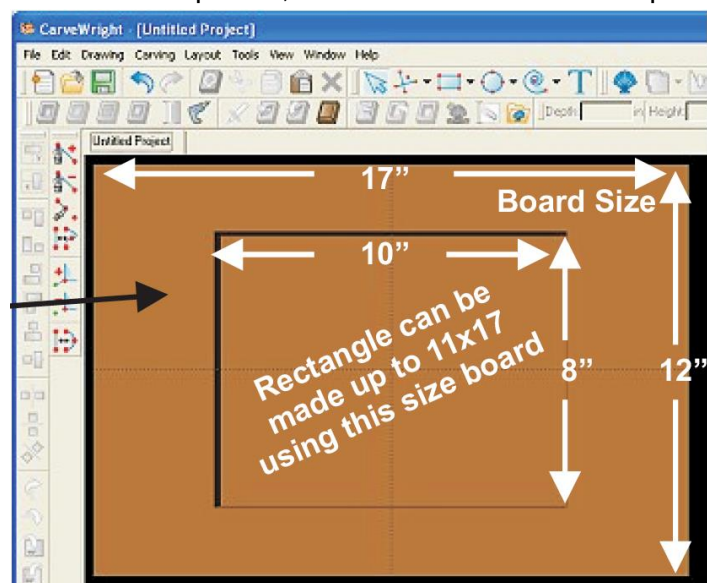 CarveWright - [Untitled Project]
File Edit Drawing Carving Layout Tools View Window Help
Depth: in Height:
Untitled Project
17”
Board Size
10”
Rectangle can be
made up to 11x17
using this size board
8”
12”